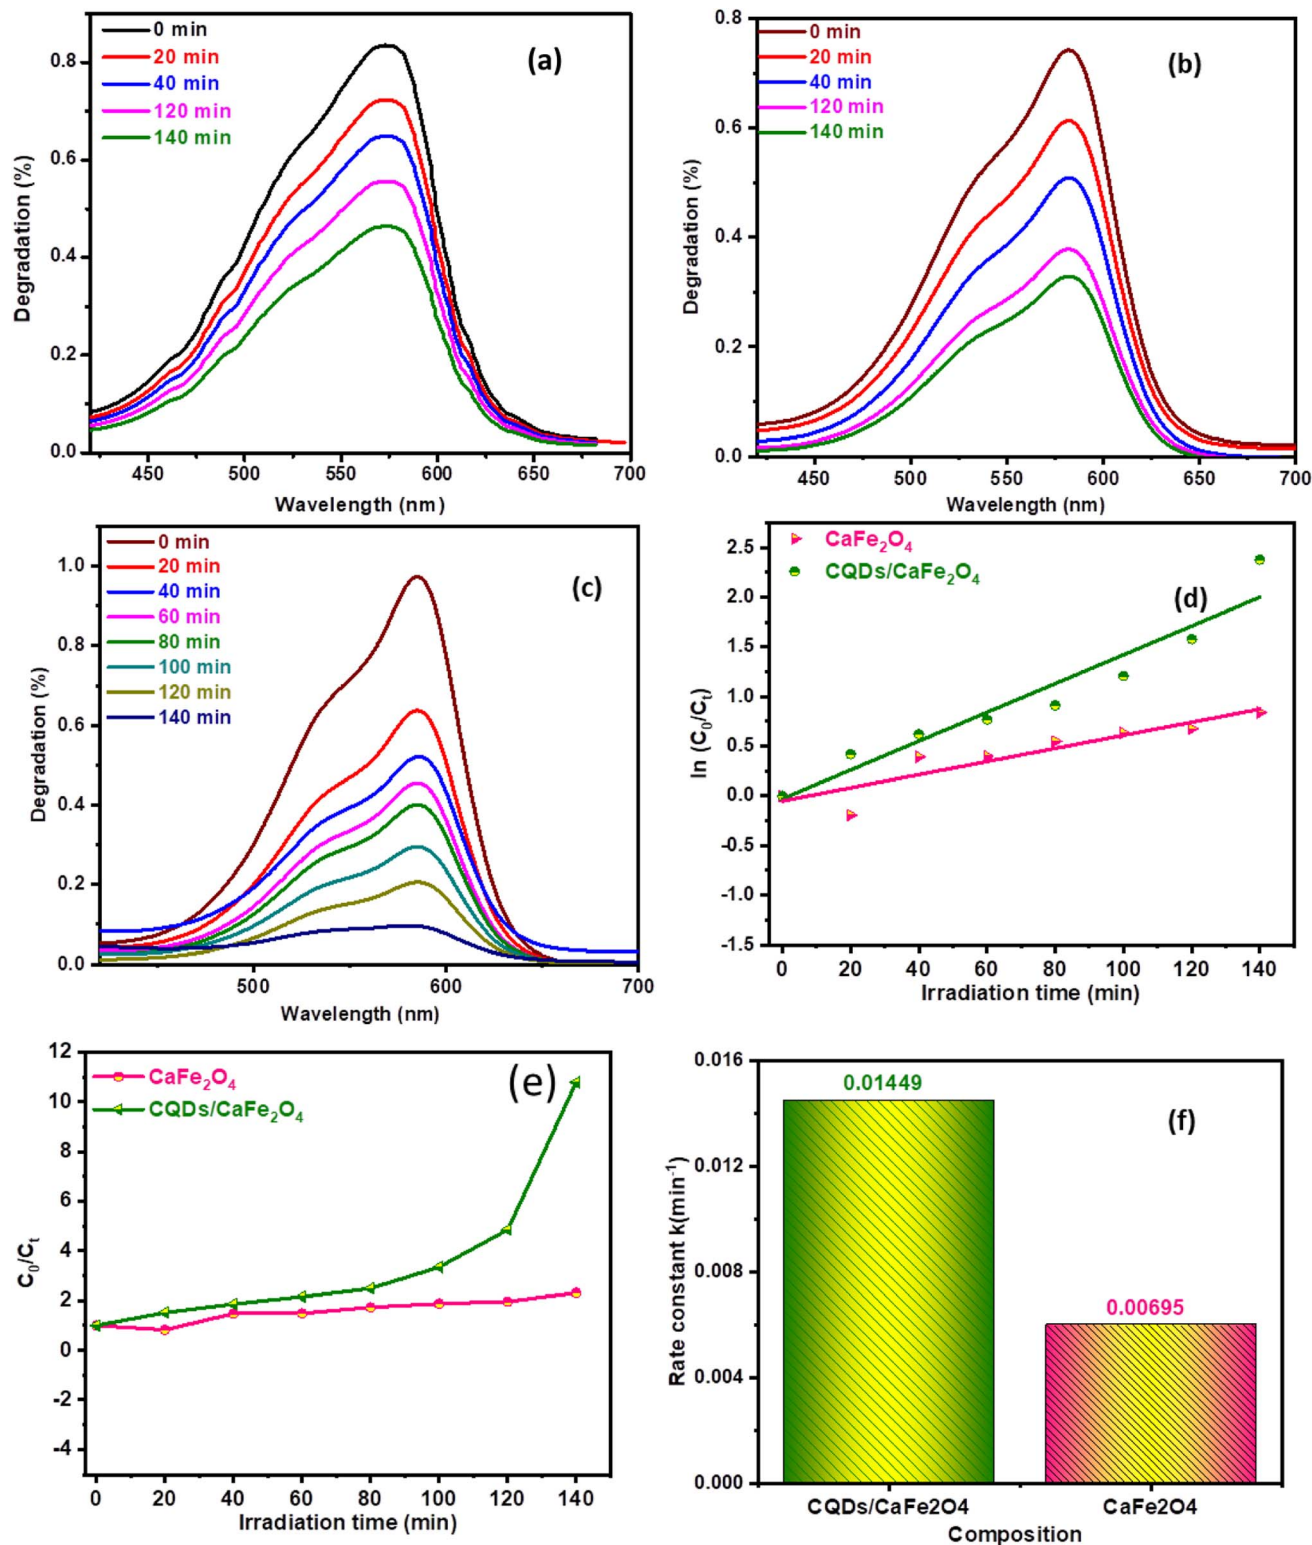 0 min
20 min
40 min
120 min
140 min
(a)
Degradation (%)
0.8
0.6
0.4
0.2
0.0
450 500 550 600 650 700
Wavelength (nm)
0 min
20 min
40 min
120 min
140 min
(b)
Degradation (%)
0.8
0.6
0.4
0.2
0.0
450 500 550 600 650 700
Wavelength (nm)
0 min
20 min
40 min
60 min
80 min
100 min
120 min
140 min
(c)
Degradation (%)
1.0
0.8
0.6
0.4
0.2
0.0
500 600 700
Wavelength (nm)
CaFe₂O₄
CQDs/CaFe₂O₄
(d)
ln (C₀/Cₜ)
2.5
2.0
1.5
1.0
0.5
0.0
-0.5
-1.0
-1.5
0 20 40 60 80 100 120 140
Irradiation time (min)
CaFe₂O₄
CQDs/CaFe₂O₄
(e)
C₀/Cₜ
12
10
8
6
4
2
0
-2
-4
0 20 40 60 80 100 120 140
Irradiation time (min)
0.01449
(f)
0.00695
Rate constant k(min⁻¹)
0.016
0.012
0.008
0.004
0.000
CQDs/CaFe2O4 CaFe2O4
Composition